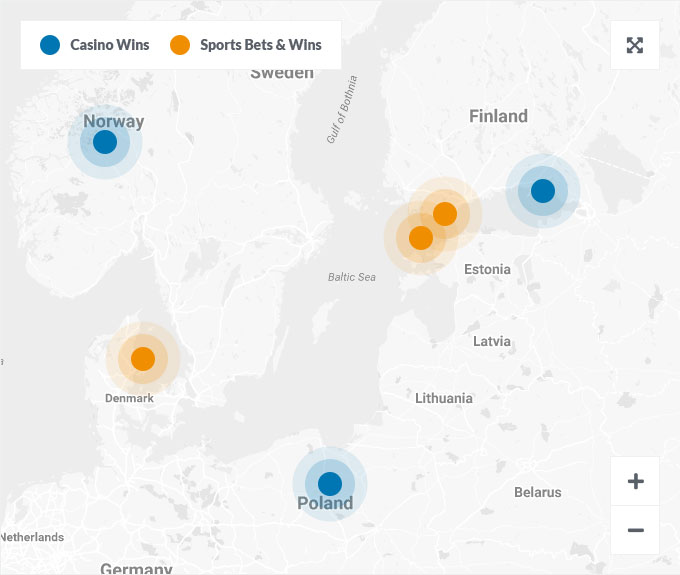 Casino Wins
Sports Bets & Wins
Sweden
Gulf of Bothnia
Norway
Finland
Estonia
Baltic Sea
Latvia
Denmark
Lithuania
Belarus
Poland
Netherlands
Germany